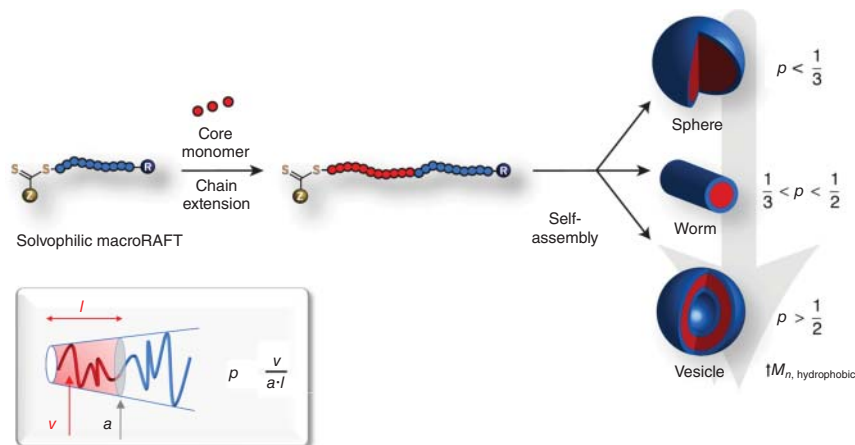 Core
monomer
S
S
Z
R
Chain
extension
Solvophilic macroRAFT
S
S
Z
R
Self-
assembly
Sphere
p < 1/3
Worm
1/3 < p < 1/2
Vesicle
p > 1/2
↑Mn, hydrophobic
l
v
a
p v/a·l